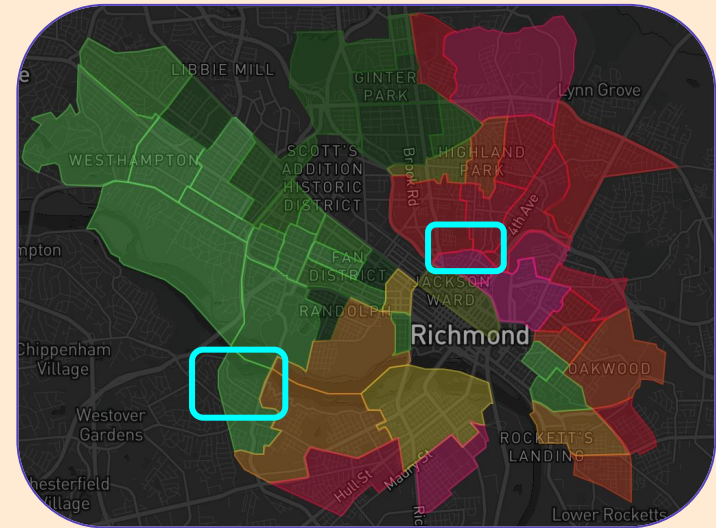 LIBBIE MILL
e
GINTER
PARK
Lynn Grove
SCOTT'S
ADDITION
HISTORIC
DISTRICT
WESTHAMPTON
Brook Rd
HIGHLAND
PARK
4th Ave
mpton
FAN
DISTRICT
JACKSON
WARD
RANDOLPH
Richmond
Chippenham
Village
OAKWOOD
Westover
Gardens
ROCKETT'S
LANDING
Hull St
Maury St
hesterfield
Village
Ric
Lower Rocketts